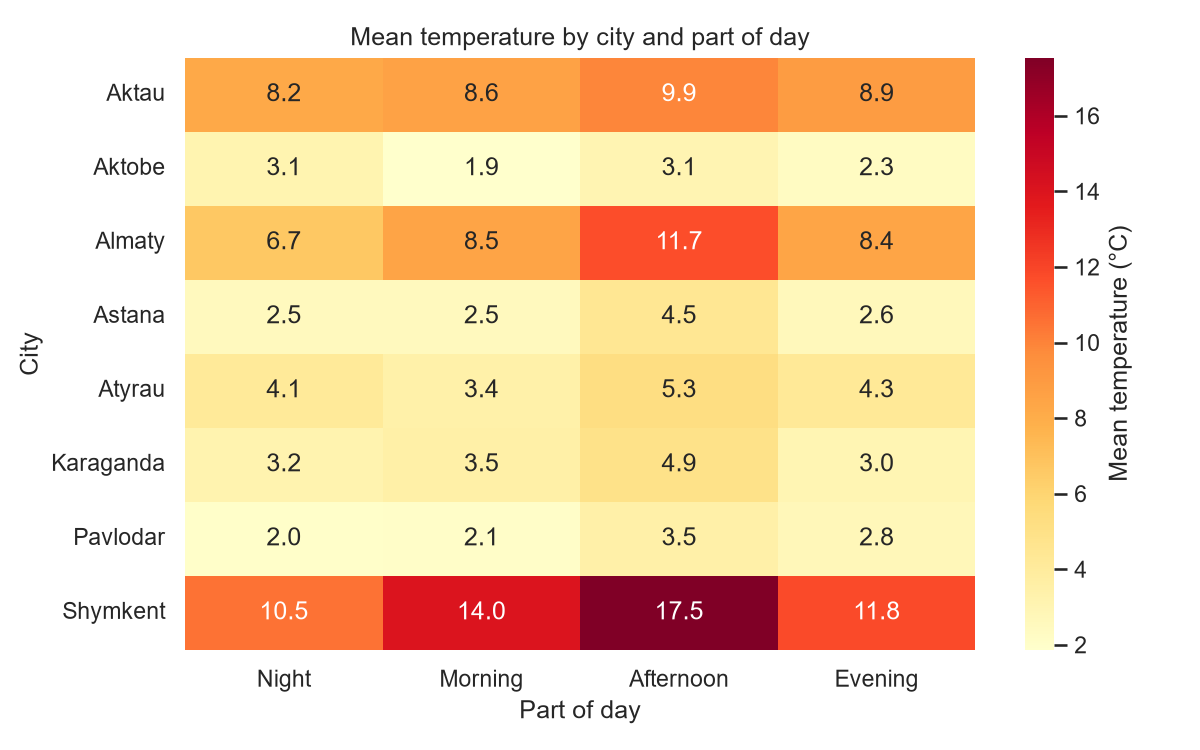 Mean temperature by city and part of day
Aktau 8.2 8.6 9.9 8.9
Aktobe 3.1 1.9 3.1 2.3
Almaty 6.7 8.5 11.7 8.4
Astana 2.5 2.5 4.5 2.6
Atyrau 4.1 3.4 5.3 4.3
Karaganda 3.2 3.5 4.9 3.0
Pavlodar 2.0 2.1 3.5 2.8
Shymkent 10.5 14.0 17.5 11.8
Night Morning Afternoon Evening
Part of day
City
16
14
12
10
8
6
4
2
Mean temperature (°C)